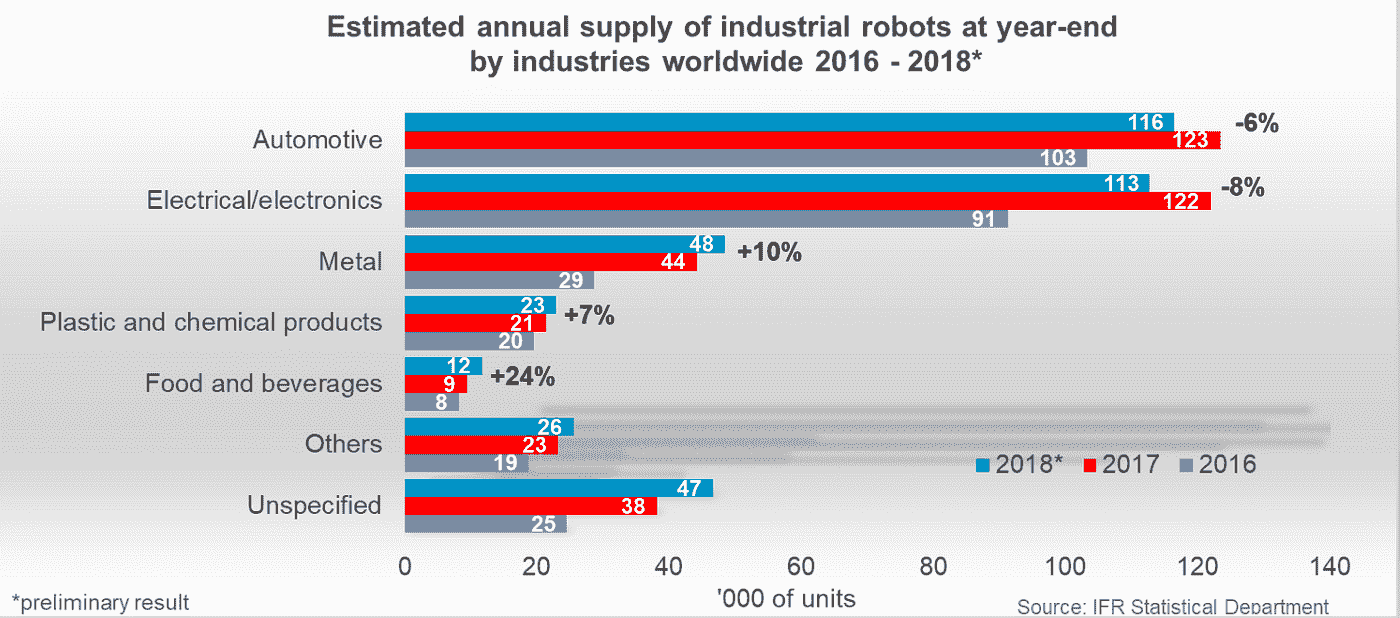 Estimated annual supply of industrial robots at year-end
by industries worldwide 2016 - 2018*
Automotive
116
-6%
123
103
Electrical/electronics
113
-8%
122
91
Metal
48
+10%
44
29
Plastic and chemical products
23
+7%
21
20
Food and beverages
12
+24%
9
8
Others
26
23
19
2018* 2017 2016
Unspecified
47
38
25
0 20 40 60 80 100 120 140
'000 of units
*preliminary result
Source: IFR Statistical Department